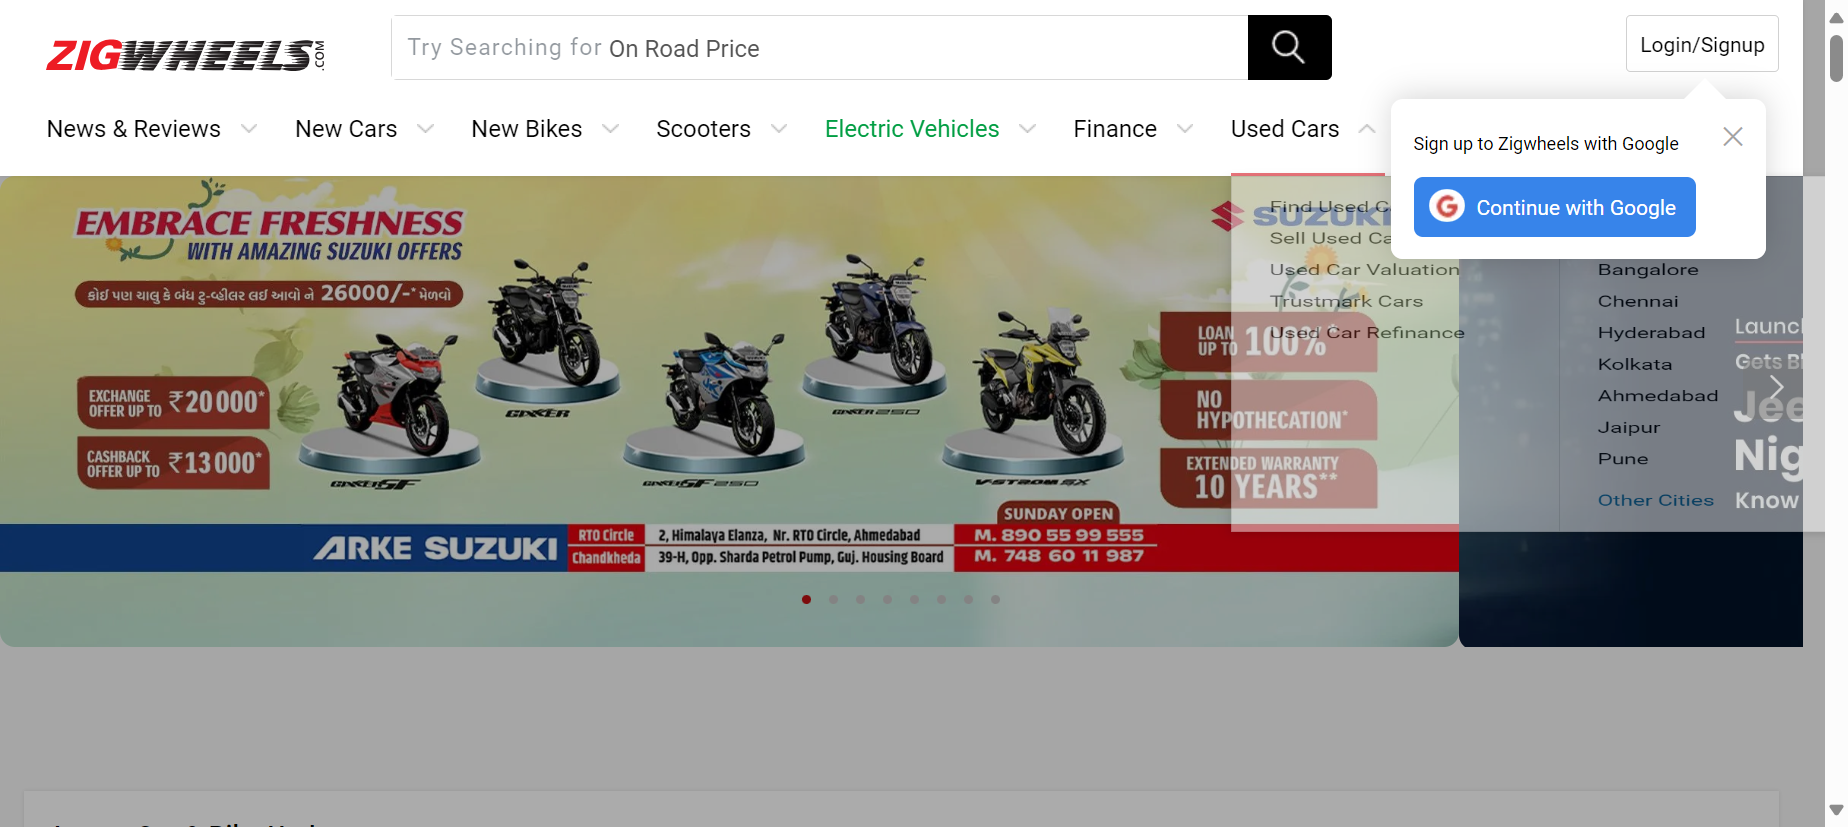 ZIGWHEELS.COM
Try Searching for On Road Price
Login/Signup
News & Reviews
New Cars
New Bikes
Scooters
Electric Vehicles
Finance
Used Cars
Sign up to Zigwheels with Google
Continue with Google
EMBRACE FRESHNESS
WITH AMAZING SUZUKI OFFERS
કોઈ પણ ચાલુ કે બંધ ટુ-વ્હીલર લઈ આવો ને 26000/-* મેળવો
EXCHANGE
OFFER UP TO ₹20000*
CASHBACK
OFFER UP TO ₹13000*
GIXXER SF
GIXXER
GIXXER SF 250
GIXXER 250
V-STROM SX
SUZUKI
LOAN
UP TO 100%*
NO
HYPOTHECATION*
EXTENDED WARRANTY
10 YEARS**
SUNDAY OPEN
ARKE SUZUKI
RTO Circle 2, Himalaya Elanza, Nr. RTO Circle, Ahmedabad M. 890 55 99 555
Chandkheda 39-H, Opp. Sharda Petrol Pump, Guj. Housing Board M. 748 60 11 987
Find Used C
Sell Used Ca
Used Car Valuation
Trustmark Cars
Used Car Refinance
Bangalore
Chennai
Hyderabad
Kolkata
Ahmedabad
Jaipur
Pune
Other Cities
Launch
Gets B
Jee
Nig
Know